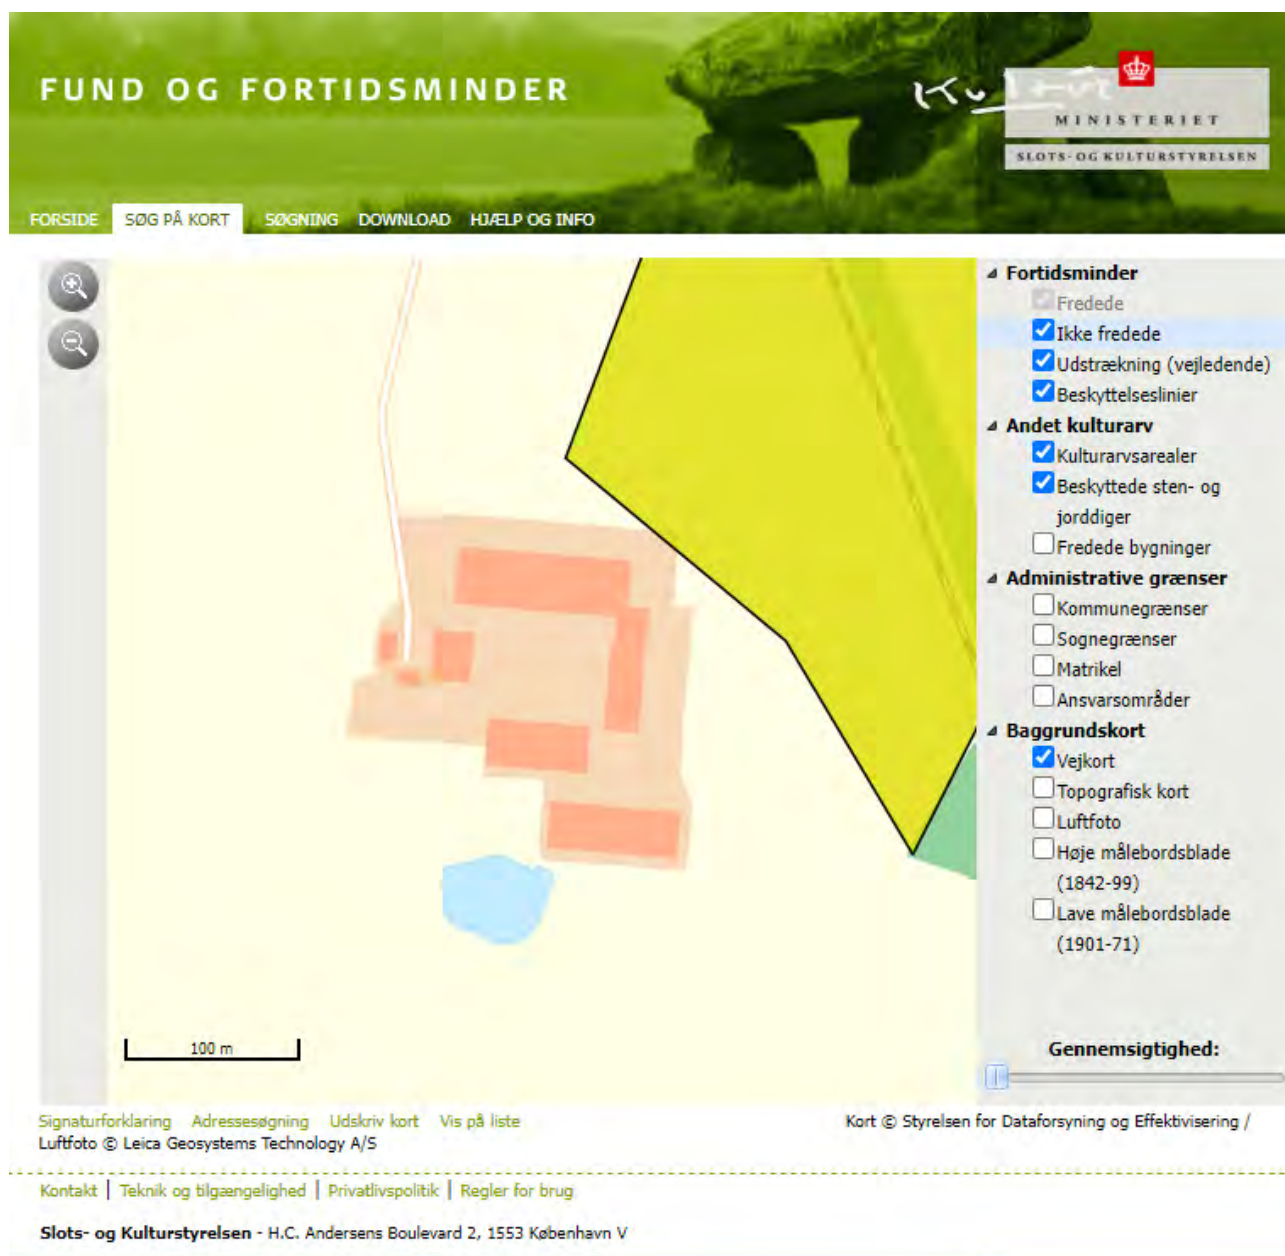 FUND OG FORTIDSMINDER
Kultur
MINISTERIET
SLOTS- OG KULTURSTYRELSEN
FORSIDE SØG PÅ KORT SØGNING DOWNLOAD HJÆLP OG INFO
Fortidsminder
Fredede
Ikke fredede
Udstrækning (vejledende)
Beskyttelseslinier
Andet kulturarv
Kulturarvsarealer
Beskyttede sten- og
jorddiger
Fredede bygninger
Administrative grænser
Kommunegrænser
Sognegrænser
Matrikel
Ansvarsområder
Baggrundskort
Vejkort
Topografisk kort
Luftfoto
Høje målebordsblade
(1842-99)
Lave målebordsblade
(1901-71)
100 m
Gennemsigtighed:
Signaturforklaring Adressesøgning Udskriv kort Vis på liste
Kort © Styrelsen for Dataforsyning og Effektivisering /
Luftfoto © Leica Geosystems Technology A/S
Kontakt | Teknik og tilgængelighed | Privatlivspolitik | Regler for brug
Slots- og Kulturstyrelsen - H.C. Andersens Boulevard 2, 1553 København V